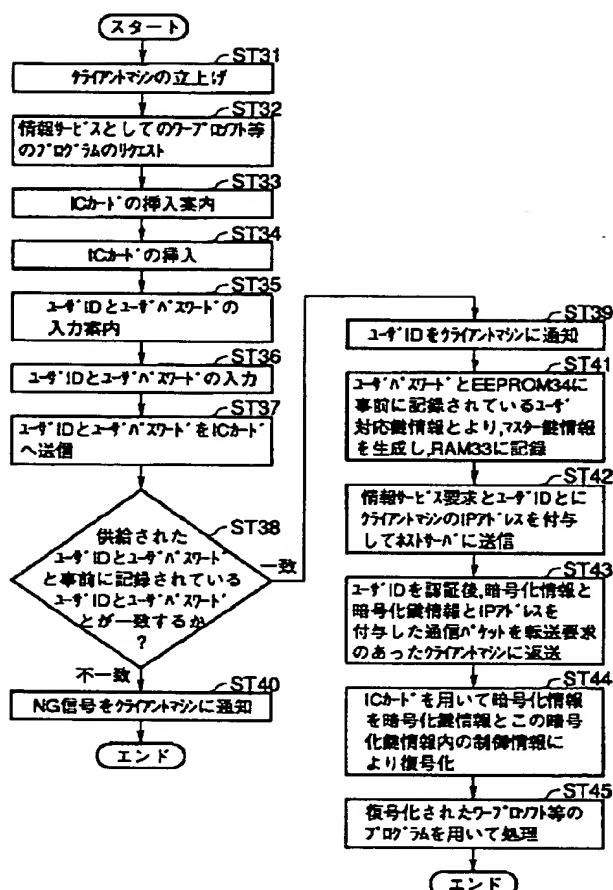 スタート
ST31
クライアントマシンの立上げ
ST32
情報サービスとしてのワープロソフト等
のプログラムのリクエスト
ST33
ICカードの挿入案内
ST34
ICカードの挿入
ST35
ユーザIDとユーザパスワードの
入力案内
ST36
ユーザIDとユーザパスワードの入力
ST37
ユーザIDとユーザパスワードをICカード
へ送信
ST38
供給された
ユーザIDとユーザパスワード
と事前に記録されている
ユーザIDとユーザパスワード
とが一致するか
?
一致
不一致
ST40
NG信号をクライアントマシンに通知
エンド
ST39
ユーザIDをクライアントマシンに通知
ST41
ユーザパスワードとEEPROM34に
事前に記録されているユーザ
対応鍵情報とより,マスター鍵情報
を生成し,RAM33に記録
ST42
情報サービス要求とユーザIDとに
クライアントマシンのIPアドレスを付与
してホストサーバに送信
ST43
ユーザIDを認証後,暗号化情報と
暗号化鍵情報とIPアドレスを
付与した通信パケットを転送要求
のあったクライアントマシンに返送
ST44
ICカードを用いて暗号化情報
を暗号化鍵情報とこの暗号
化鍵情報内の制御情報に
より復号化
ST45
復号化されたワープロソフト等の
プログラムを用いて処理
エンド